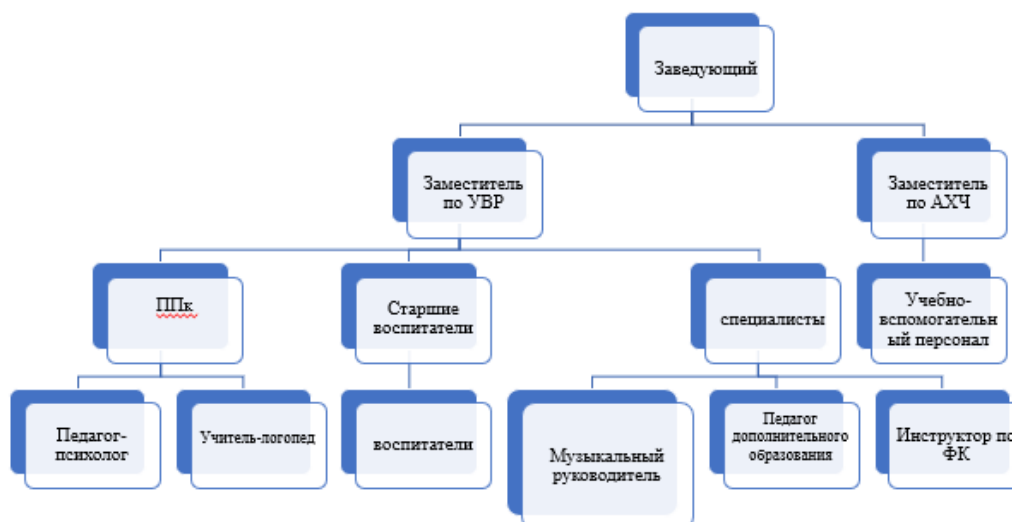 Заведующий
Заместитель
по УВР
Заместитель
по АХЧ
ППк
Старшие
воспитатели
специалисты
Учебно-
вспомогательн
ый персонал
Педагог-
психолог
Учитель-логопед
воспитатели
Музыкальный
руководитель
Педагог
дополнительного
образования
Инструктор по
ФК